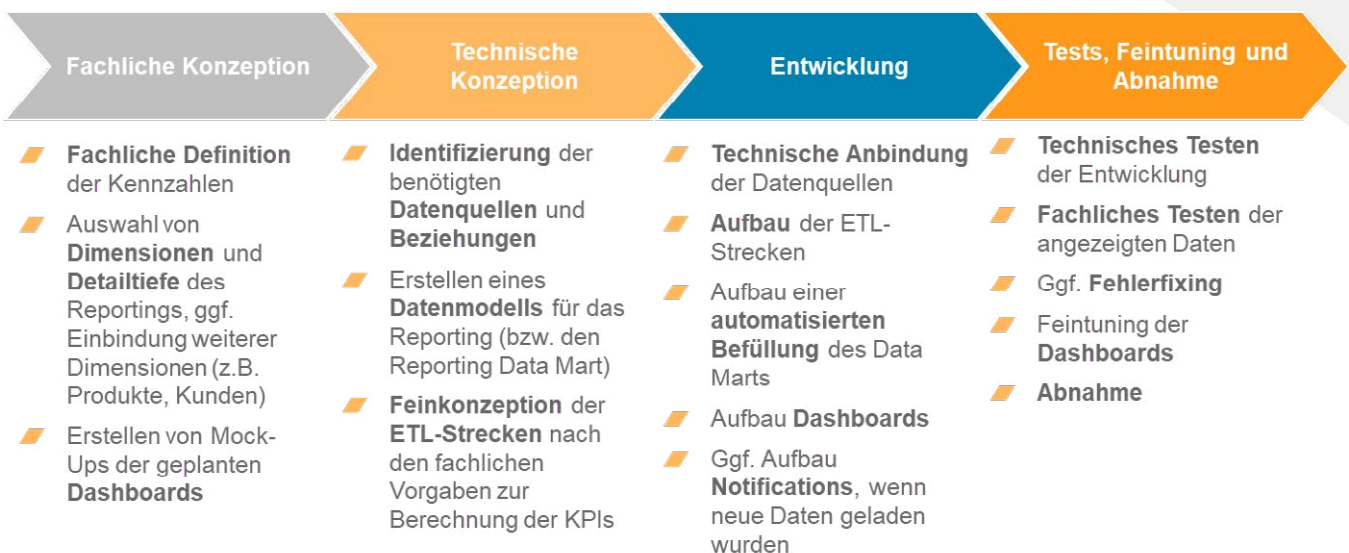 Fachliche Konzeption
Technische
Konzeption
Entwicklung
Tests, Feintuning und
Abnahme
Fachliche Definition
der Kennzahlen
Auswahl von
Dimensionen und
Detailtiefe des
Reportings, ggf.
Einbindung weiterer
Dimensionen (z.B.
Produkte, Kunden)
Erstellen von Mock-
Ups der geplanten
Dashboards
Identifizierung der
benötigten
Datenquellen und
Beziehungen
Erstellen eines
Datenmodells für das
Reporting (bzw. den
Reporting Data Mart)
Feinkonzeption der
ETL-Strecken nach
den fachlichen
Vorgaben zur
Berechnung der KPIs
Technische Anbindung
der Datenquellen
Aufbau der ETL-
Strecken
Aufbau einer
automatisierten
Befüllung des Data
Marts
Aufbau Dashboards
Ggf. Aufbau
Notifications, wenn
neue Daten geladen
wurden
Technisches Testen
der Entwicklung
Fachliches Testen der
angezeigten Daten
Ggf. Fehlerfixing
Feintuning der
Dashboards
Abnahme